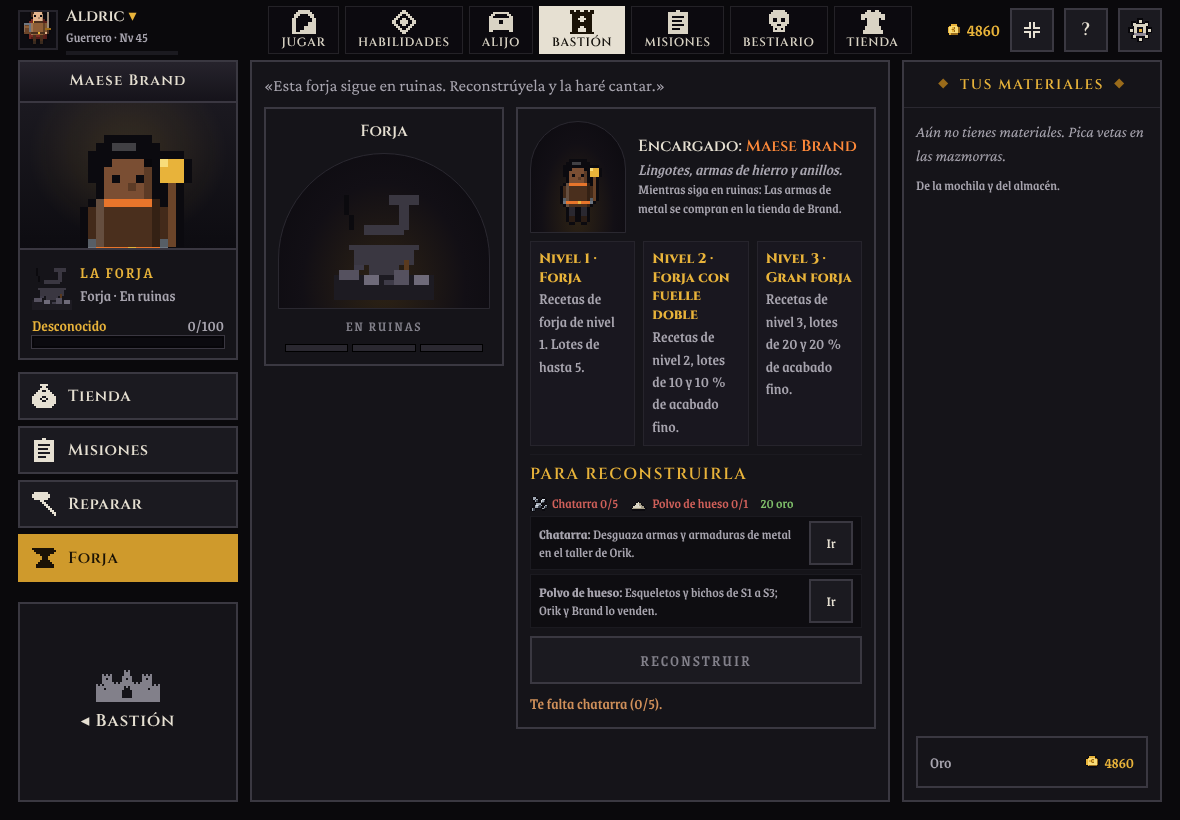 Aldric ▾
Guerrero · Nv 45
Jugar
Habilidades
Alijo
Bastión
Misiones
Bestiario
Tienda
4860
?
Maese Brand
La Forja
Forja · En ruinas
Desconocido 0/100
Tienda
Misiones
Reparar
Forja
◂ Bastión
«Esta forja sigue en ruinas. Reconstrúyela y la haré cantar.»
Forja
EN RUINAS
Encargado: Maese Brand
Lingotes, armas de hierro y anillos.
Mientras siga en ruinas: Las armas de
metal se compran en la tienda de Brand.
Nivel 1 ·
Forja
Recetas de
forja de nivel
1. Lotes de
hasta 5.
Nivel 2 ·
Forja con
fuelle
doble
Recetas de
nivel 2, lotes
de 10 y 10 %
de acabado
fino.
Nivel 3 ·
Gran forja
Recetas de
nivel 3, lotes
de 20 y 20 %
de acabado
fino.
PARA RECONSTRUIRLA
Chatarra 0/5 Polvo de hueso 0/1 20 oro
Chatarra: Desguaza armas y armaduras de metal
en el taller de Orik.
Ir
Polvo de hueso: Esqueletos y bichos de S1 a S3;
Orik y Brand lo venden.
Ir
RECONSTRUIR
Te falta chatarra (0/5).
◆ TUS MATERIALES ◆
Aún no tienes materiales. Pica vetas en
las mazmorras.
De la mochila y del almacén.
Oro 4860